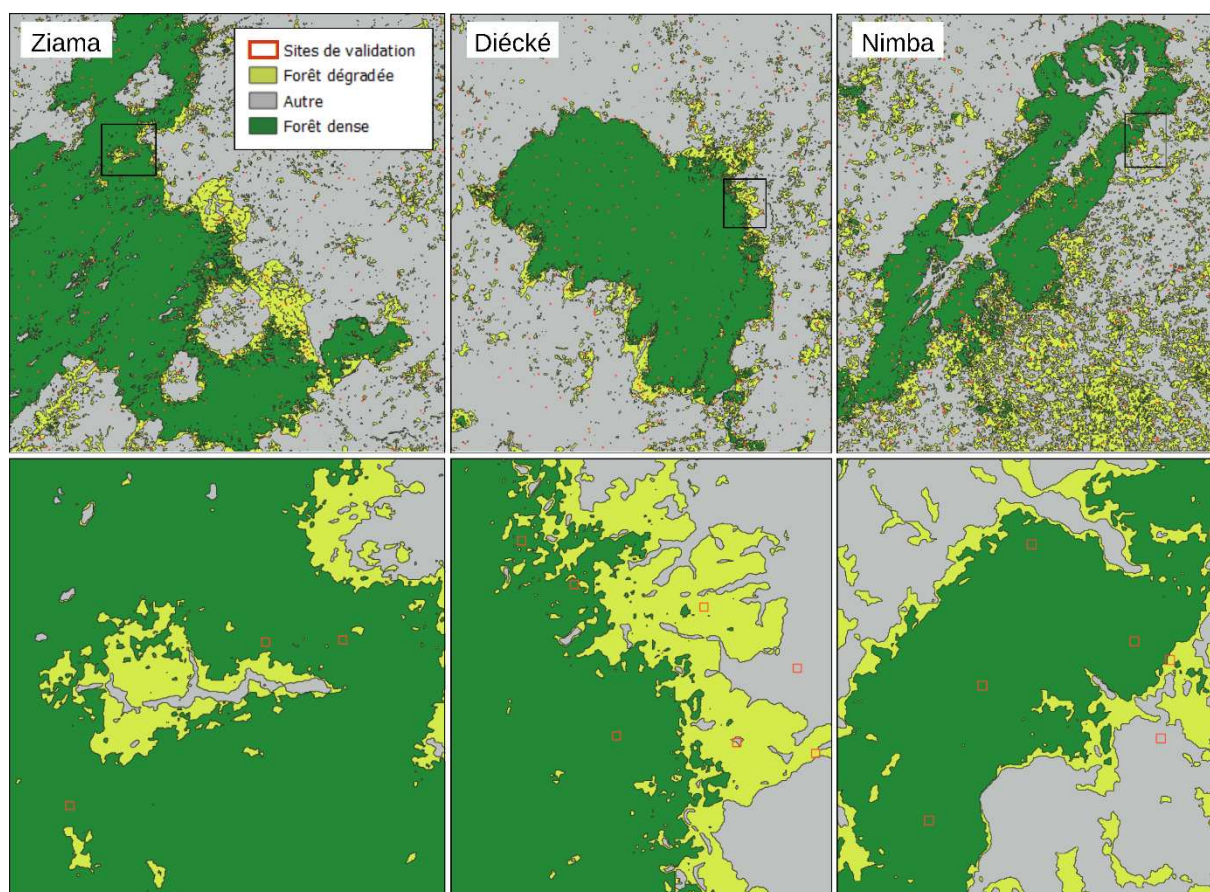 Ziama
Sites de validation
Forêt dégradée
Autre
Forêt dense
Diécké
Nimba